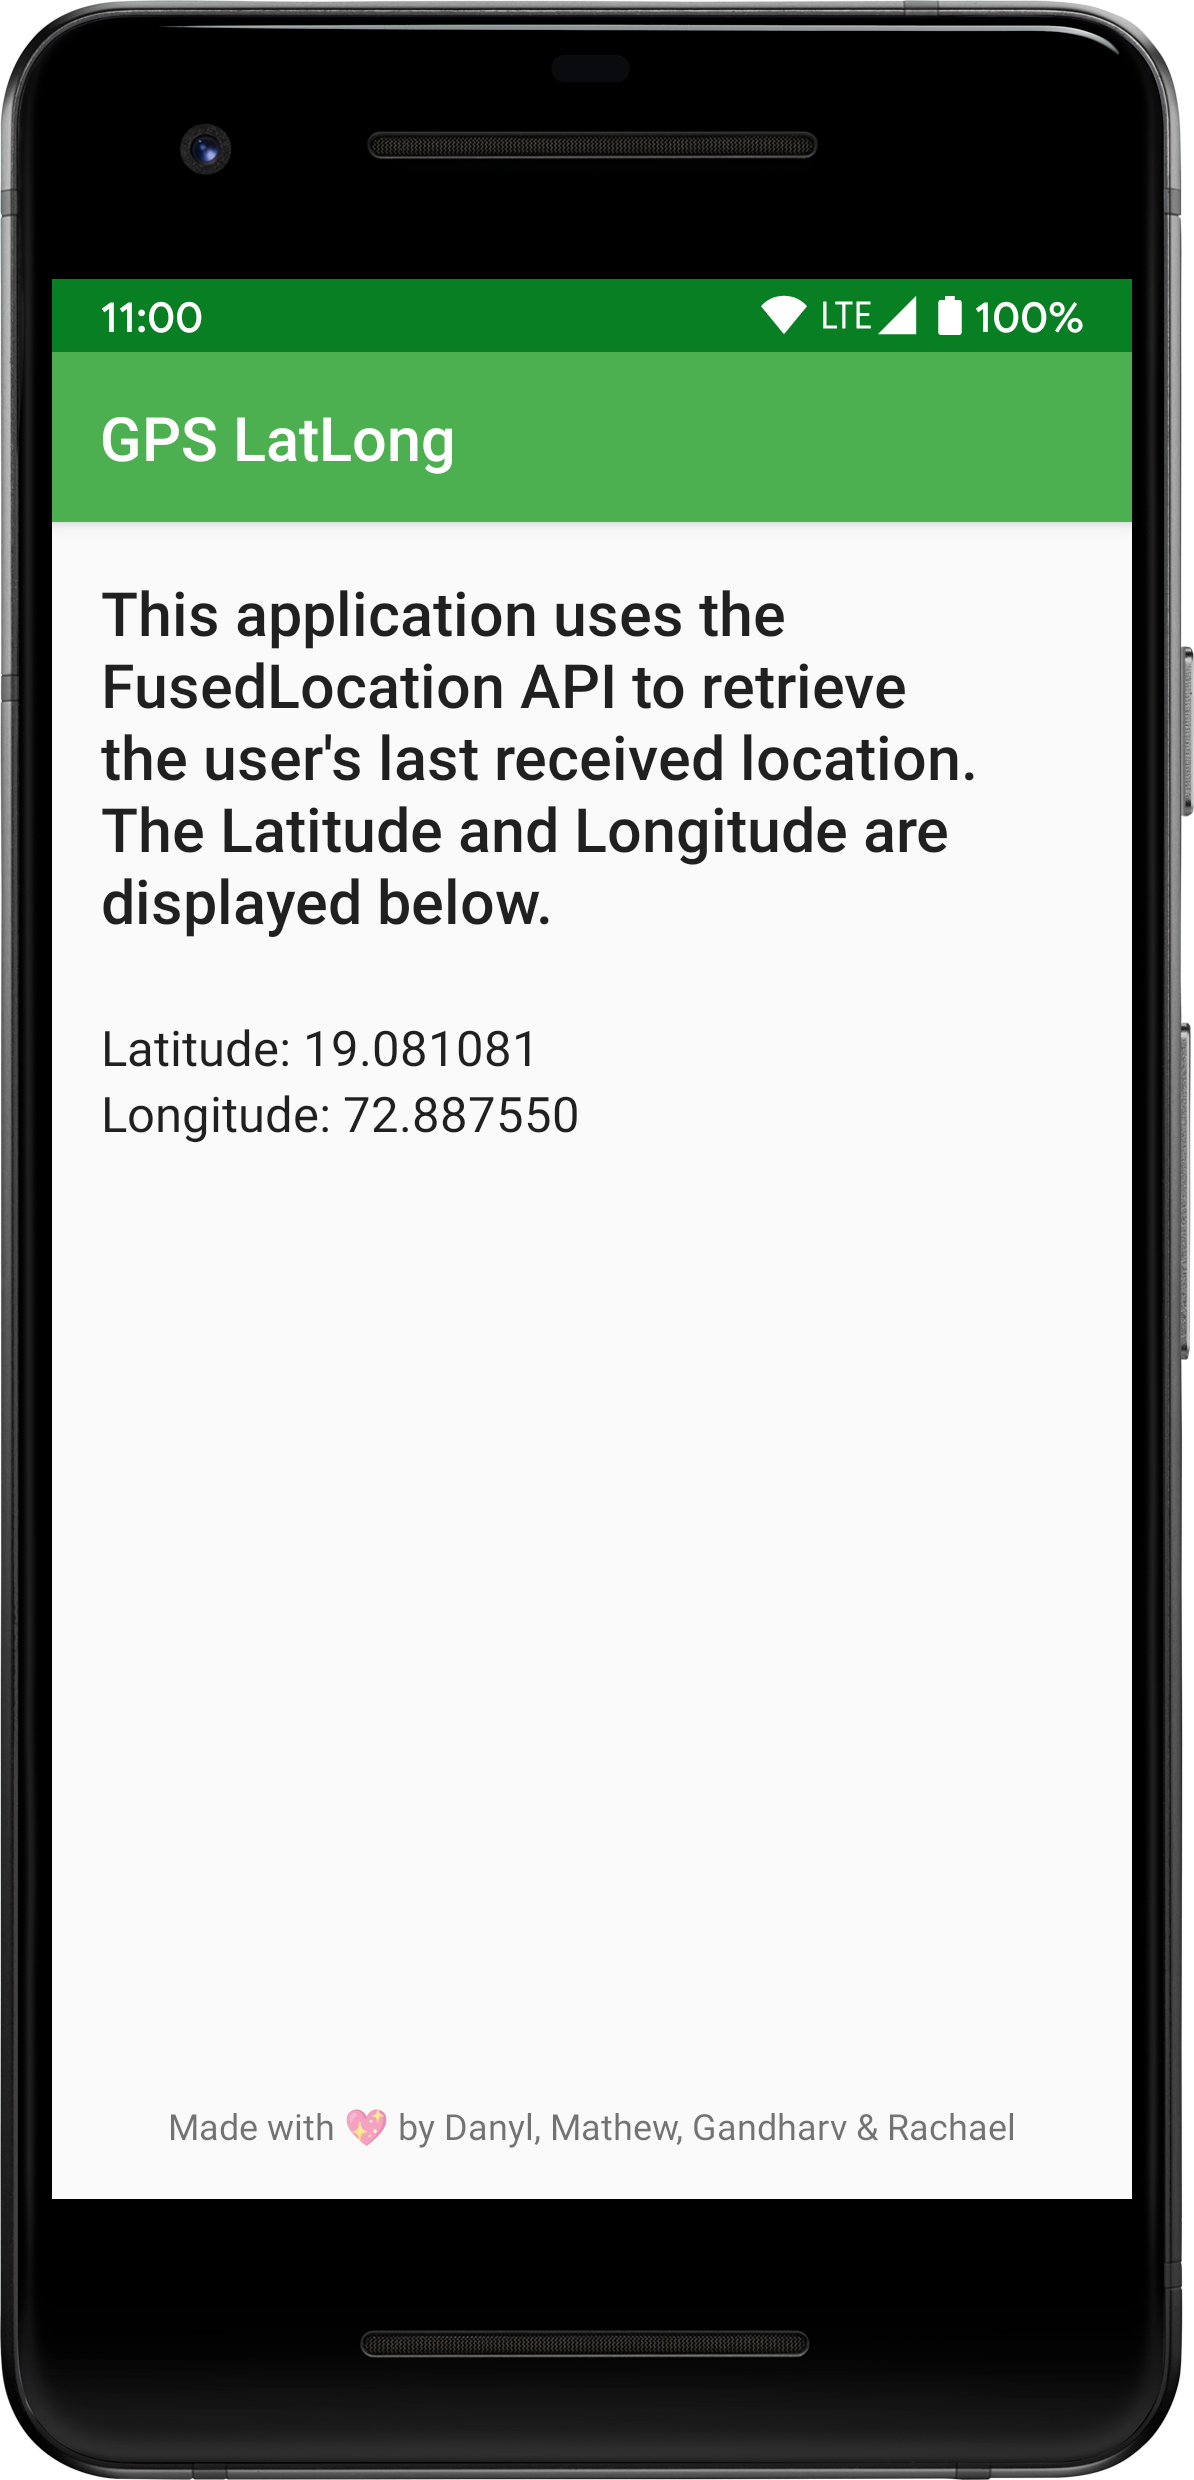 11:00 LTE 100%
GPS LatLong
This application uses the
FusedLocation API to retrieve
the user's last received location.
The Latitude and Longitude are
displayed below.
Latitude: 19.081081
Longitude: 72.887550
Made with 💖 by Danyl, Mathew, Gandharv & Rachael